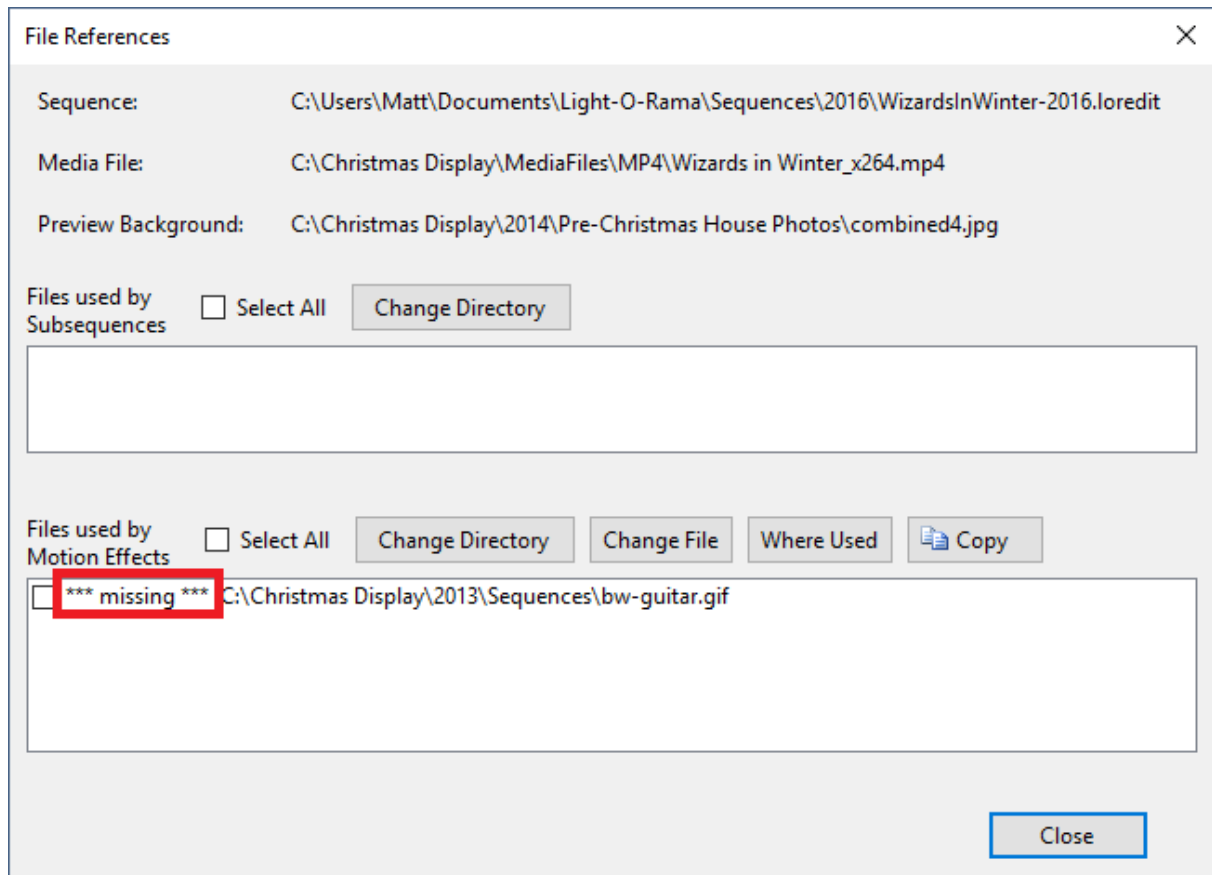 File References
Sequence: C:\Users\Matt\Documents\Light-O-Rama\Sequences\2016\WizardsInWinter-2016.loredit
Media File: C:\Christmas Display\MediaFiles\MP4\Wizards in Winter_x264.mp4
Preview Background: C:\Christmas Display\2014\Pre-Christmas House Photos\combined4.jpg
Files used by
Subsequences
Select All Change Directory
Files used by
Motion Effects
Select All Change Directory Change File Where Used Copy
*** missing *** C:\Christmas Display\2013\Sequences\bw-guitar.gif
Close